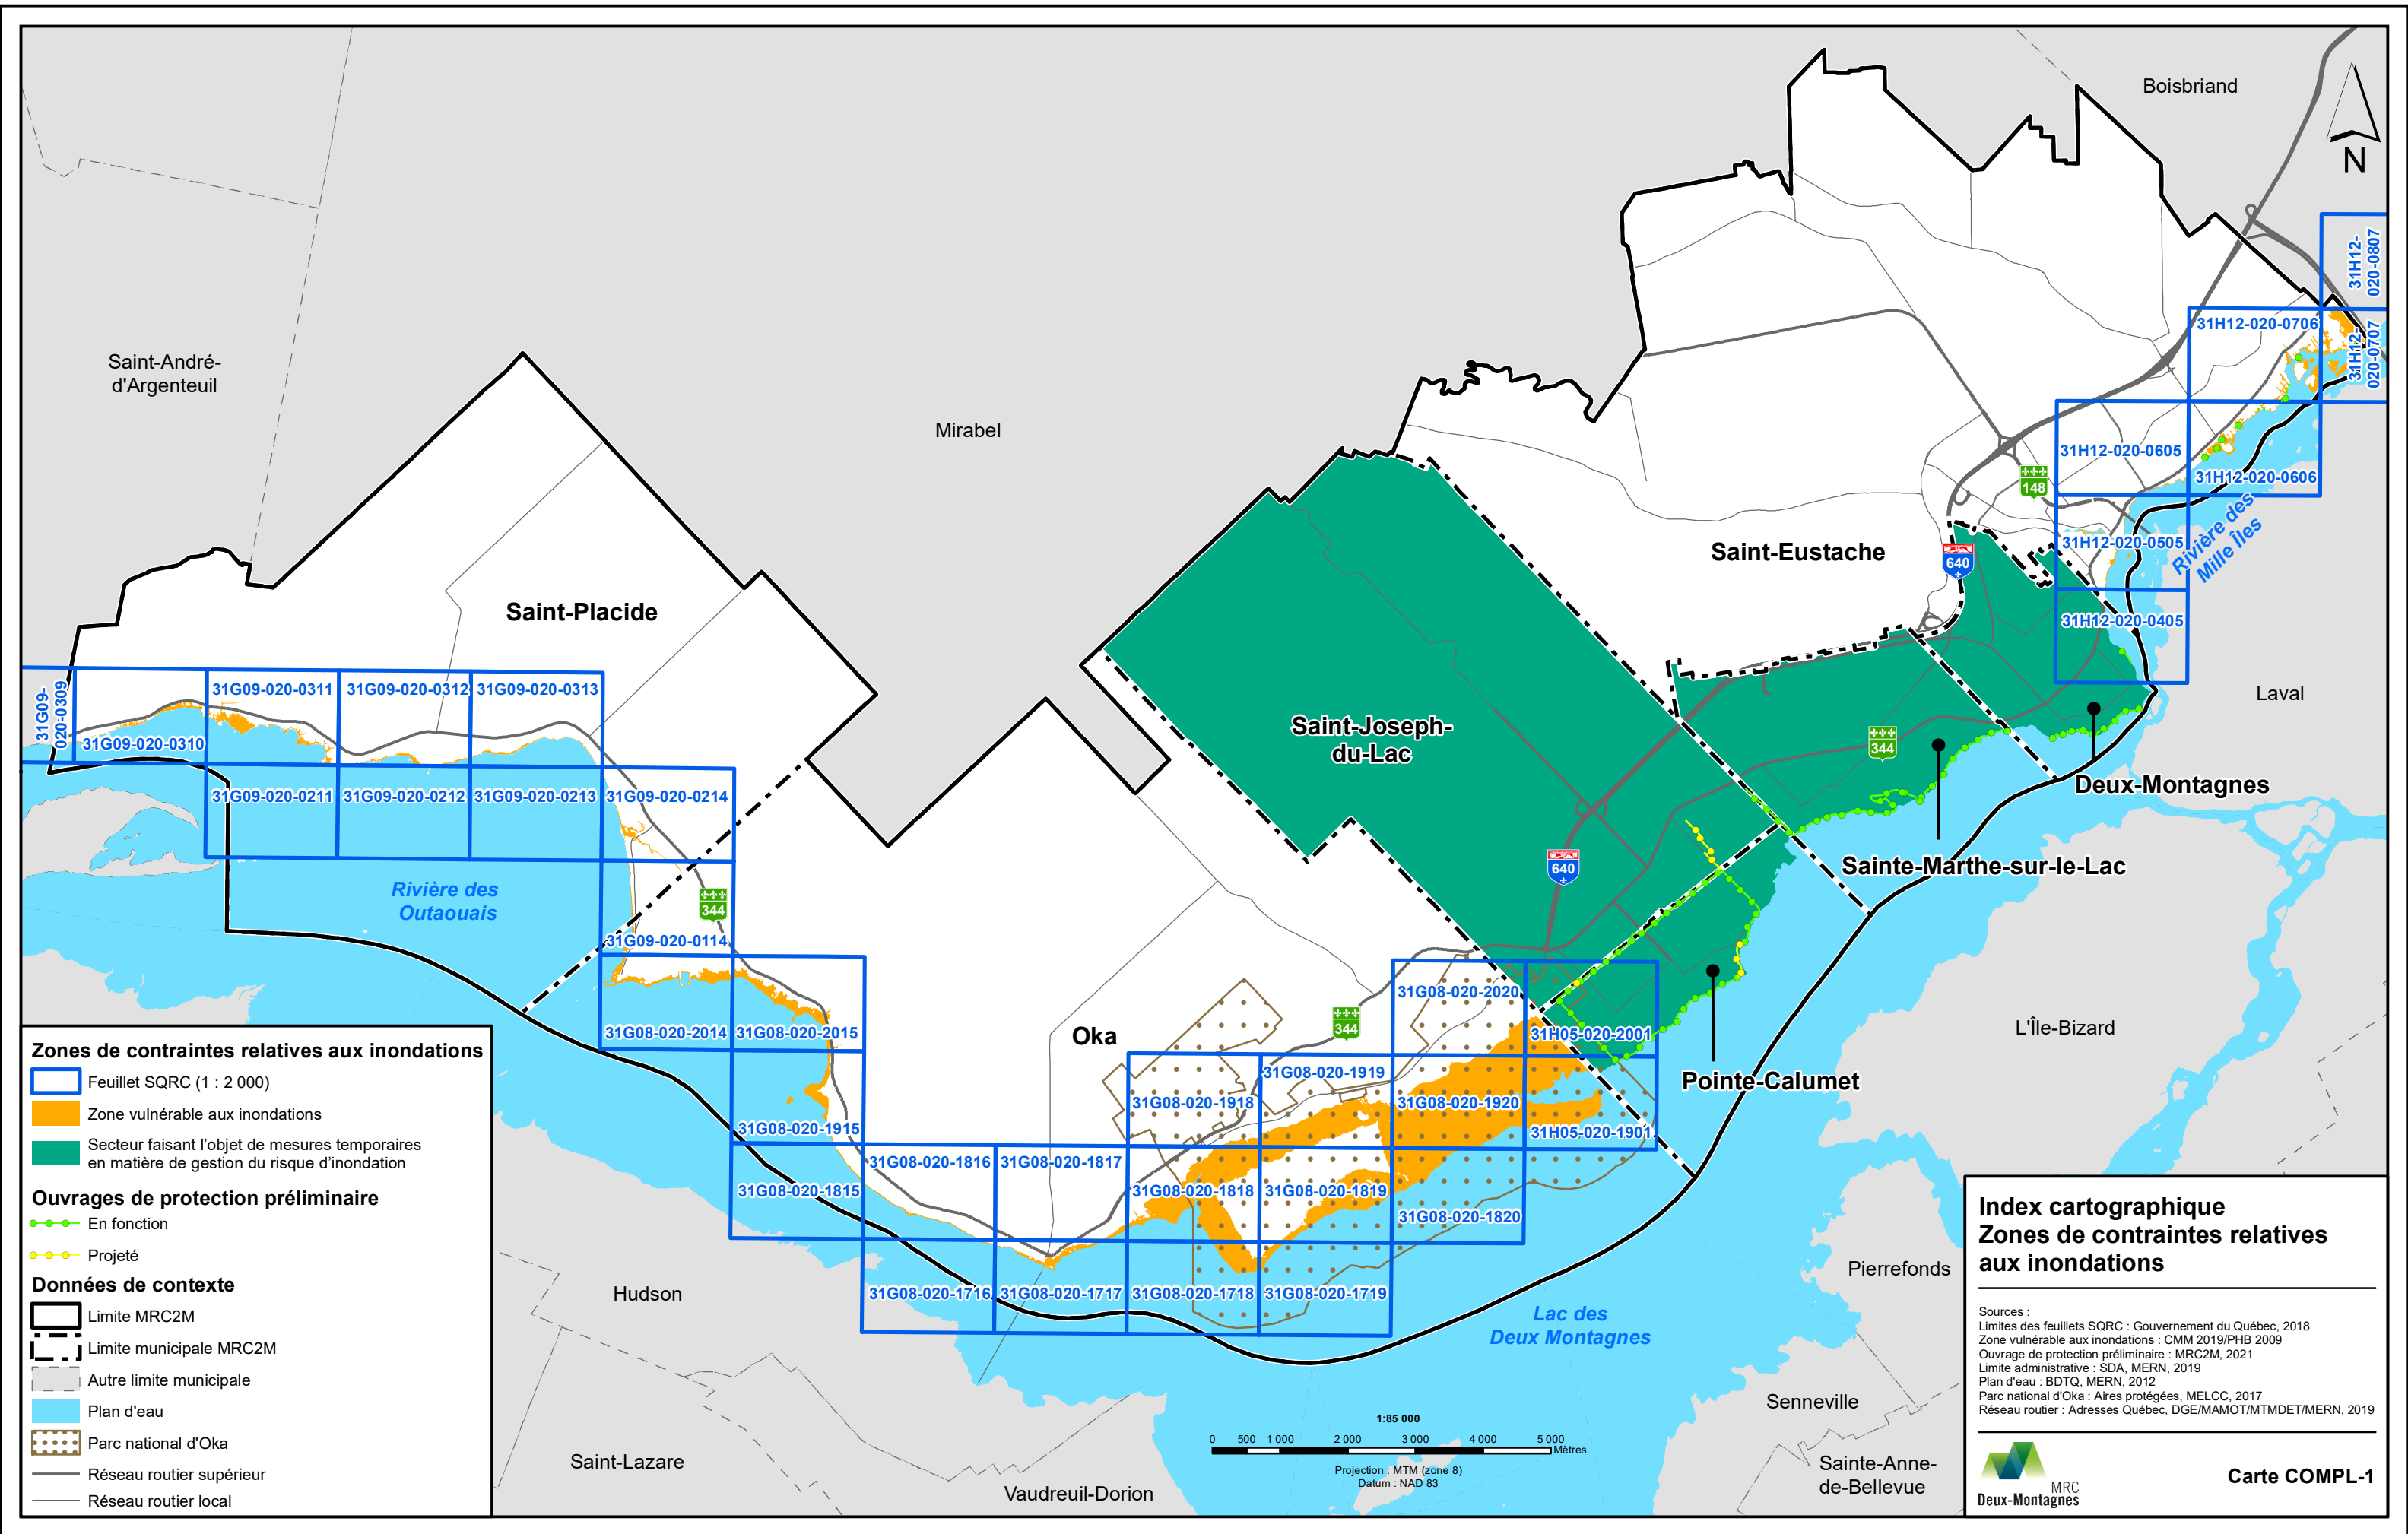 Boisbriand
N
31H12-
020-0807
31H12-020-0706
31H12-
020-0707
Saint-André-
d'Argenteuil
Mirabel
31H12-020-0605
148
31H12-020-0606
Rivière des
Mille Îles
Saint-Eustache
640
31H12-020-0505
31H12-020-0405
Saint-Placide
Laval
31G09-
020-0309
31G09-020-0310
31G09-020-0311
31G09-020-0312
31G09-020-0313
Saint-Joseph-
du-Lac
344
Deux-Montagnes
31G09-020-0211
31G09-020-0212
31G09-020-0213
31G09-020-0214
640
Sainte-Marthe-sur-le-Lac
Rivière des
Outaouais
344
31G09-020-0114
31G08-020-2014
31G08-020-2015
Oka
344
31G08-020-2020
31H05-020-2001
L'Île-Bizard
Pointe-Calumet
31G08-020-1915
31G08-020-1918
31G08-020-1919
31G08-020-1920
31H05-020-1901
31G08-020-1815
31G08-020-1816
31G08-020-1817
31G08-020-1818
31G08-020-1819
31G08-020-1820
31G08-020-1716
31G08-020-1717
31G08-020-1718
31G08-020-1719
Hudson
Lac des
Deux Montagnes
Pierrefonds
Senneville
Saint-Lazare
Vaudreuil-Dorion
Sainte-Anne-
de-Bellevue
Zones de contraintes relatives aux inondations
Feuillet SQRC (1 : 2 000)
Zone vulnérable aux inondations
Secteur faisant l'objet de mesures temporaires
en matière de gestion du risque d'inondation
Ouvrages de protection préliminaire
En fonction
Projeté
Données de contexte
Limite MRC2M
Limite municipale MRC2M
Autre limite municipale
Plan d'eau
Parc national d'Oka
Réseau routier supérieur
Réseau routier local
1:85 000
0 500 1 000 2 000 3 000 4 000 5 000
Mètres
Projection : MTM (zone 8)
Datum : NAD 83
Index cartographique
Zones de contraintes relatives
aux inondations
Sources :
Limites des feuillets SQRC : Gouvernement du Québec, 2018
Zone vulnérable aux inondations : CMM 2019/PHB 2009
Ouvrage de protection préliminaire : MRC2M, 2021
Limite administrative : SDA, MERN, 2019
Plan d'eau : BDTQ, MERN, 2012
Parc national d'Oka : Aires protégées, MELCC, 2017
Réseau routier : Adresses Québec, DGE/MAMOT/MTMDET/MERN, 2019
MRC
Deux-Montagnes
Carte COMPL-1